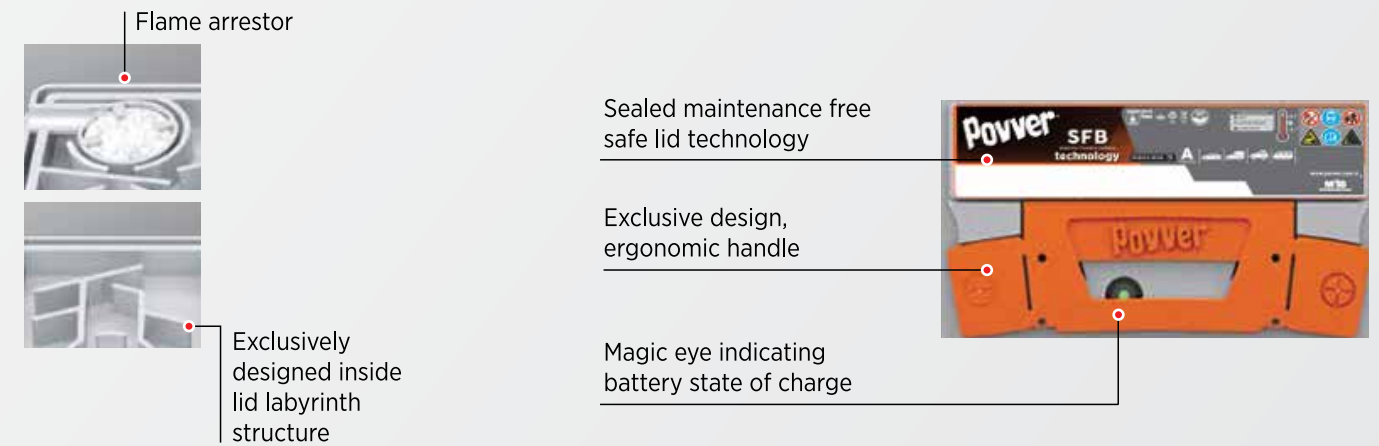 Flame arrestor
Exclusively
designed inside
lid labyrinth
structure
Sealed maintenance free
safe lid technology
Exclusive design,
ergonomic handle
Magic eye indicating
battery state of charge
Povver
SFB
technology
A
Povver